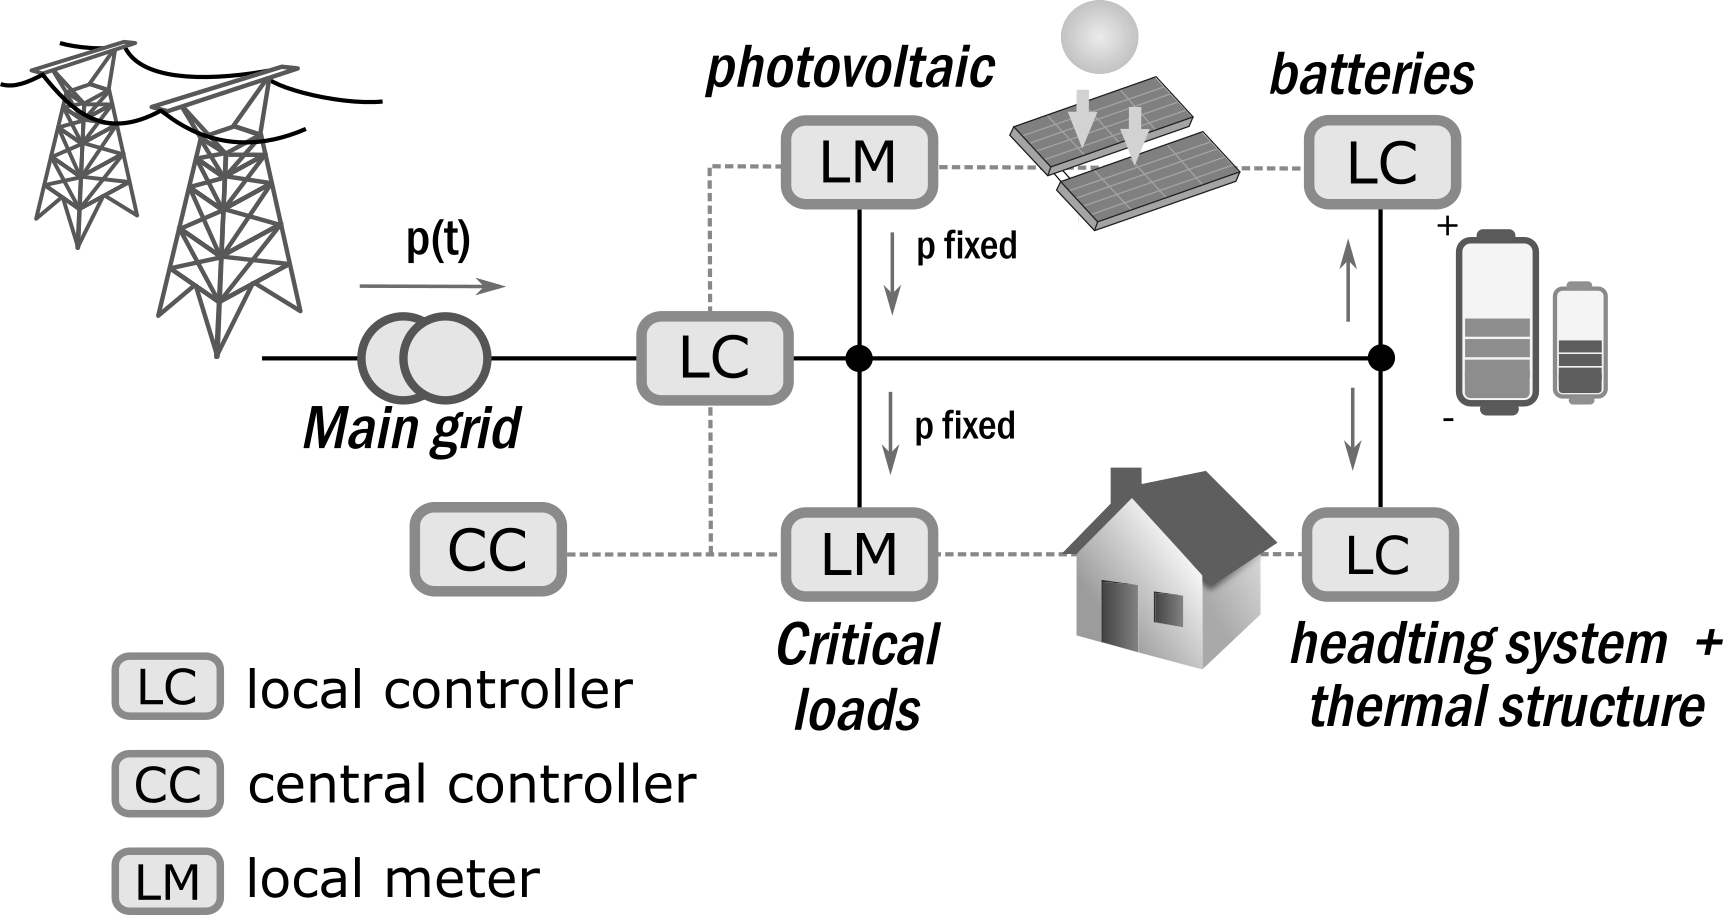 photovoltaic
batteries
LM
LC
p(t)
p fixed
+
LC
Main grid
p fixed
-
CC
LM
LC
Critical
loads
headting system +
thermal structure
LC local controller
CC central controller
LM local meter